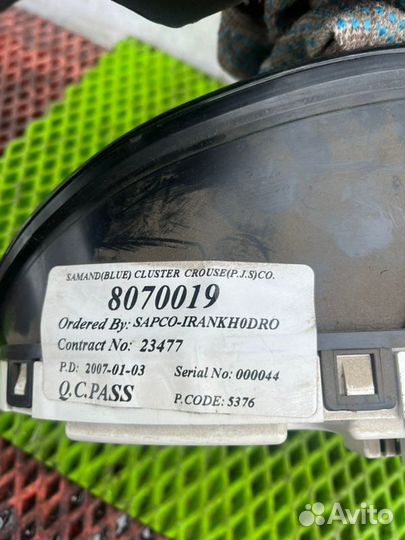 SAMAND(BLUE) CLUSTER CROUSE(P.J.S)CO.
8070019
Ordered By: SAPCO-IRANKH0DRO
Contract No: 23477
P.D: 2007-01-03 Serial No: 000044
Q.C.PASS P.CODE: 5376
Avito